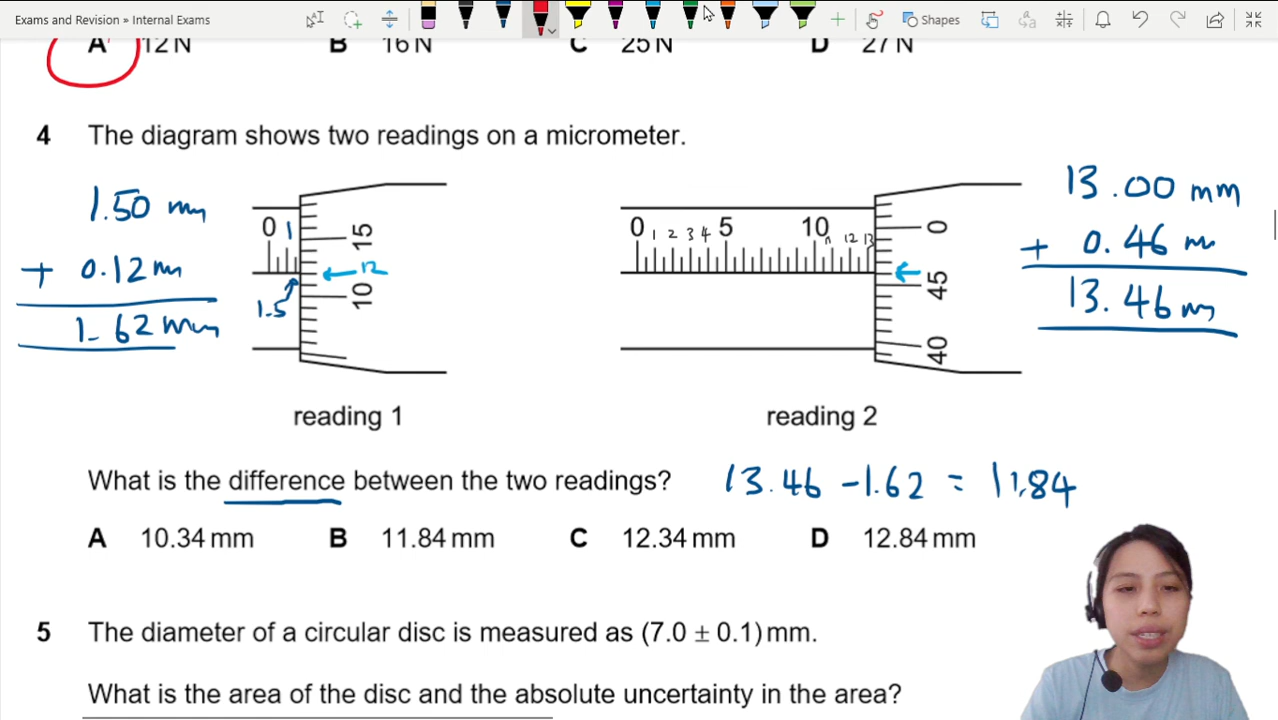 Exams and Revision » Internal Exams
Shapes
A 12 N B 16 N C 25 N D 27 N
4 The diagram shows two readings on a micrometer.
1.50 mm
+ 0.12 m
1.62 mm
0 1
15
← 12
10
1.5
0 1 2 3 4 5 10 11 12 13
0
45
40
13.00 mm
+ 0.46 m
13.46 m
reading 1 reading 2
What is the difference between the two readings? 13.46 - 1.62 = 11.84
A 10.34 mm B 11.84 mm C 12.34 mm D 12.84 mm
5 The diameter of a circular disc is measured as (7.0 ± 0.1) mm.
What is the area of the disc and the absolute uncertainty in the area?